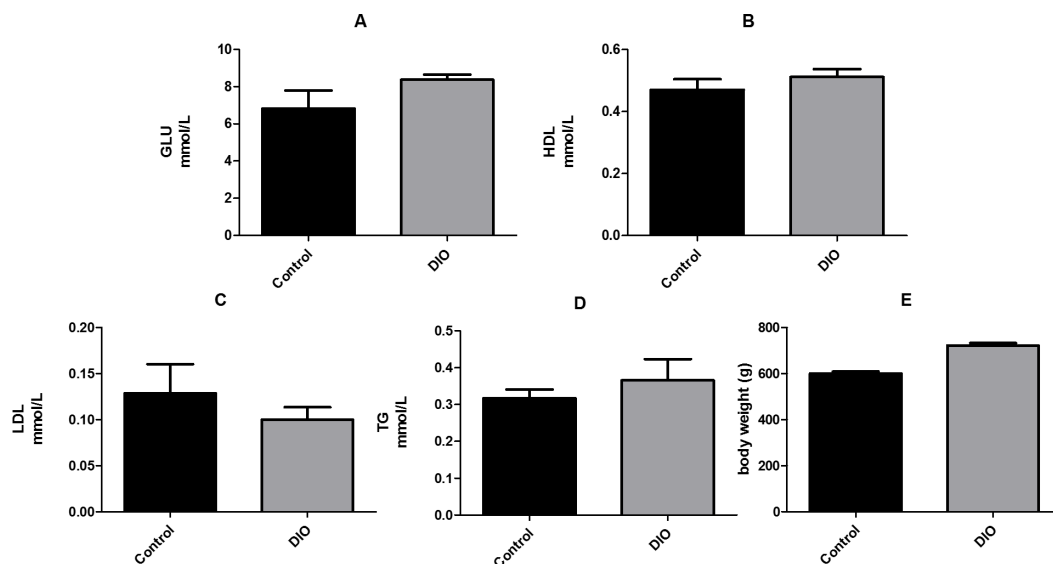 A
GLU
mmol/L
10
8
6
4
2
0
Control
DIO
B
HDL
mmol/L
0.6
0.4
0.2
0.0
Control
DIO
C
LDL
mmol/L
0.20
0.15
0.10
0.05
0.00
Control
DIO
D
TG
mmol/L
0.5
0.4
0.3
0.2
0.1
0.0
Control
DIO
E
body weight (g)
800
600
400
200
0
Control
DIO